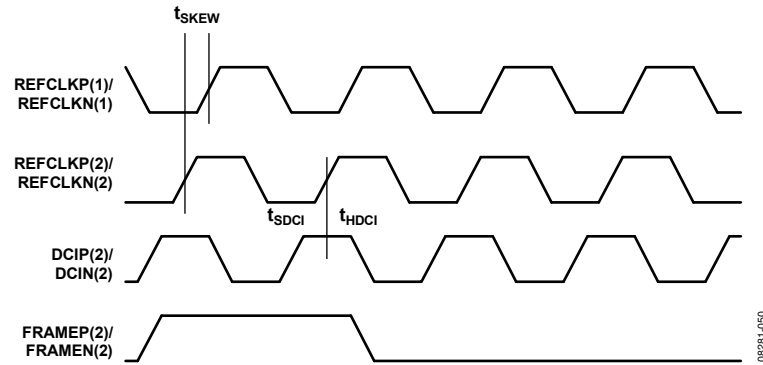 tSKEW
REFCLKP(1)/
REFCLKN(1)
REFCLKP(2)/
REFCLKN(2)
tSDCI
tHDCI
DCIP(2)/
DCIN(2)
FRAMEP(2)/
FRAMEN(2)
08281-050